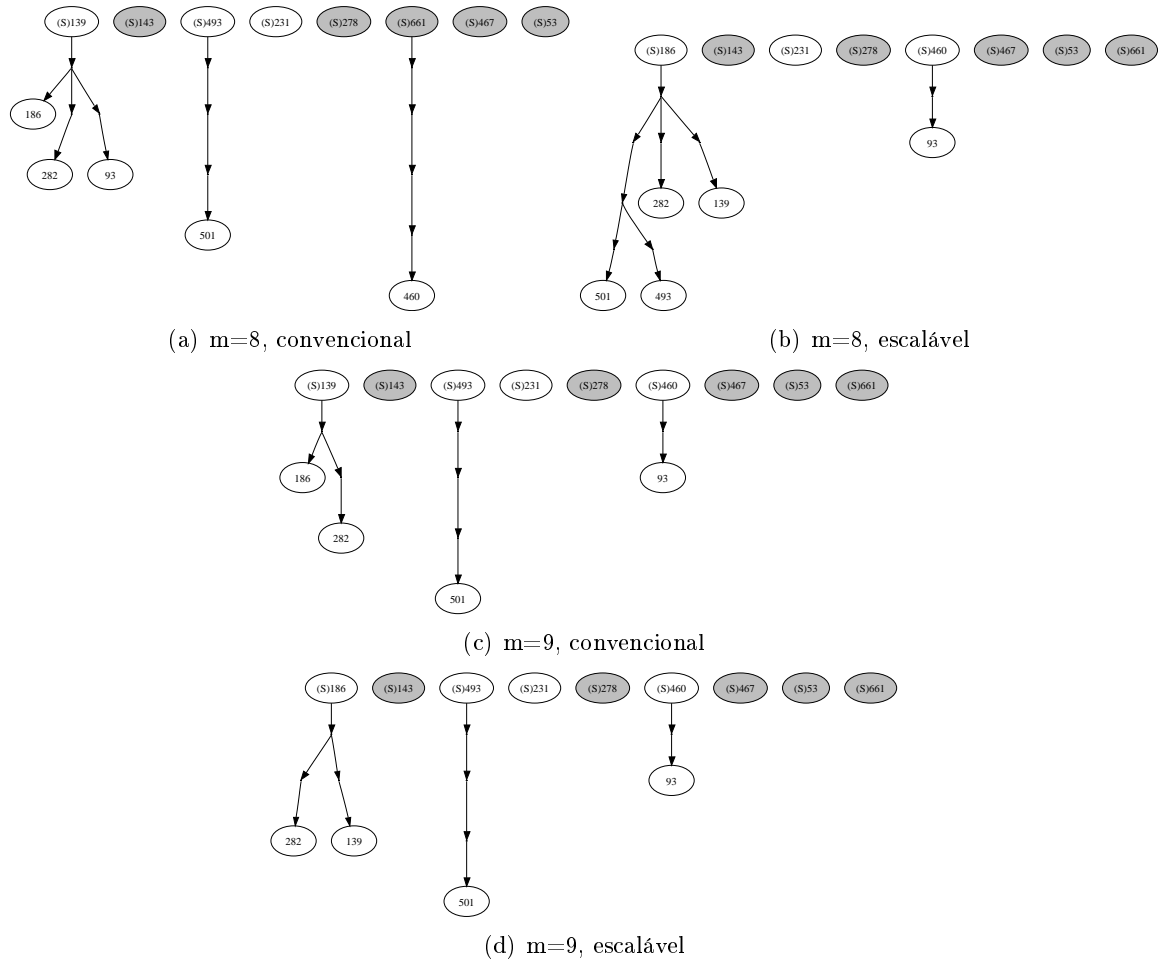 (S)139 (S)143 (S)493 (S)231 (S)278 (S)661 (S)467 (S)53
186
282 93
501
460
(a) m=8, convencional
(S)186 (S)143 (S)231 (S)278 (S)460 (S)467 (S)53 (S)661
93
282 139
501 493
(b) m=8, escalável
(S)139 (S)143 (S)493 (S)231 (S)278 (S)460 (S)467 (S)53 (S)661
186 93
282
501
(c) m=9, convencional
(S)186 (S)143 (S)493 (S)231 (S)278 (S)460 (S)467 (S)53 (S)661
93
282 139
501
(d) m=9, escalável